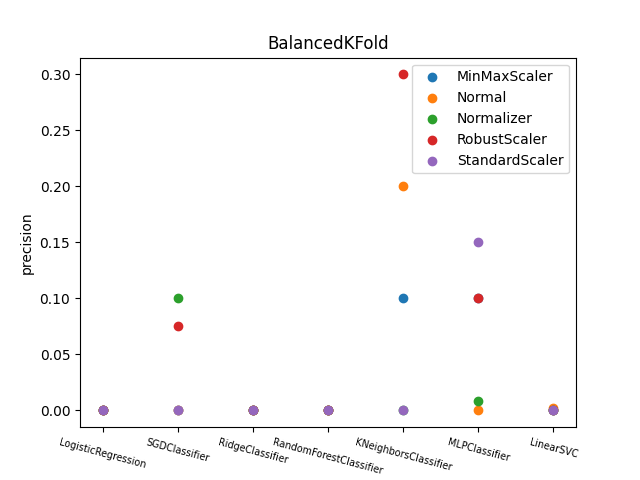 BalancedKFold
MinMaxScaler
Normal
Normalizer
RobustScaler
StandardScaler
precision
0.30
0.25
0.20
0.15
0.10
0.05
0.00
LogisticRegression
SGDClassifier
RidgeClassifier
RandomForestClassifier
KNeighborsClassifier
MLPClassifier
LinearSVC